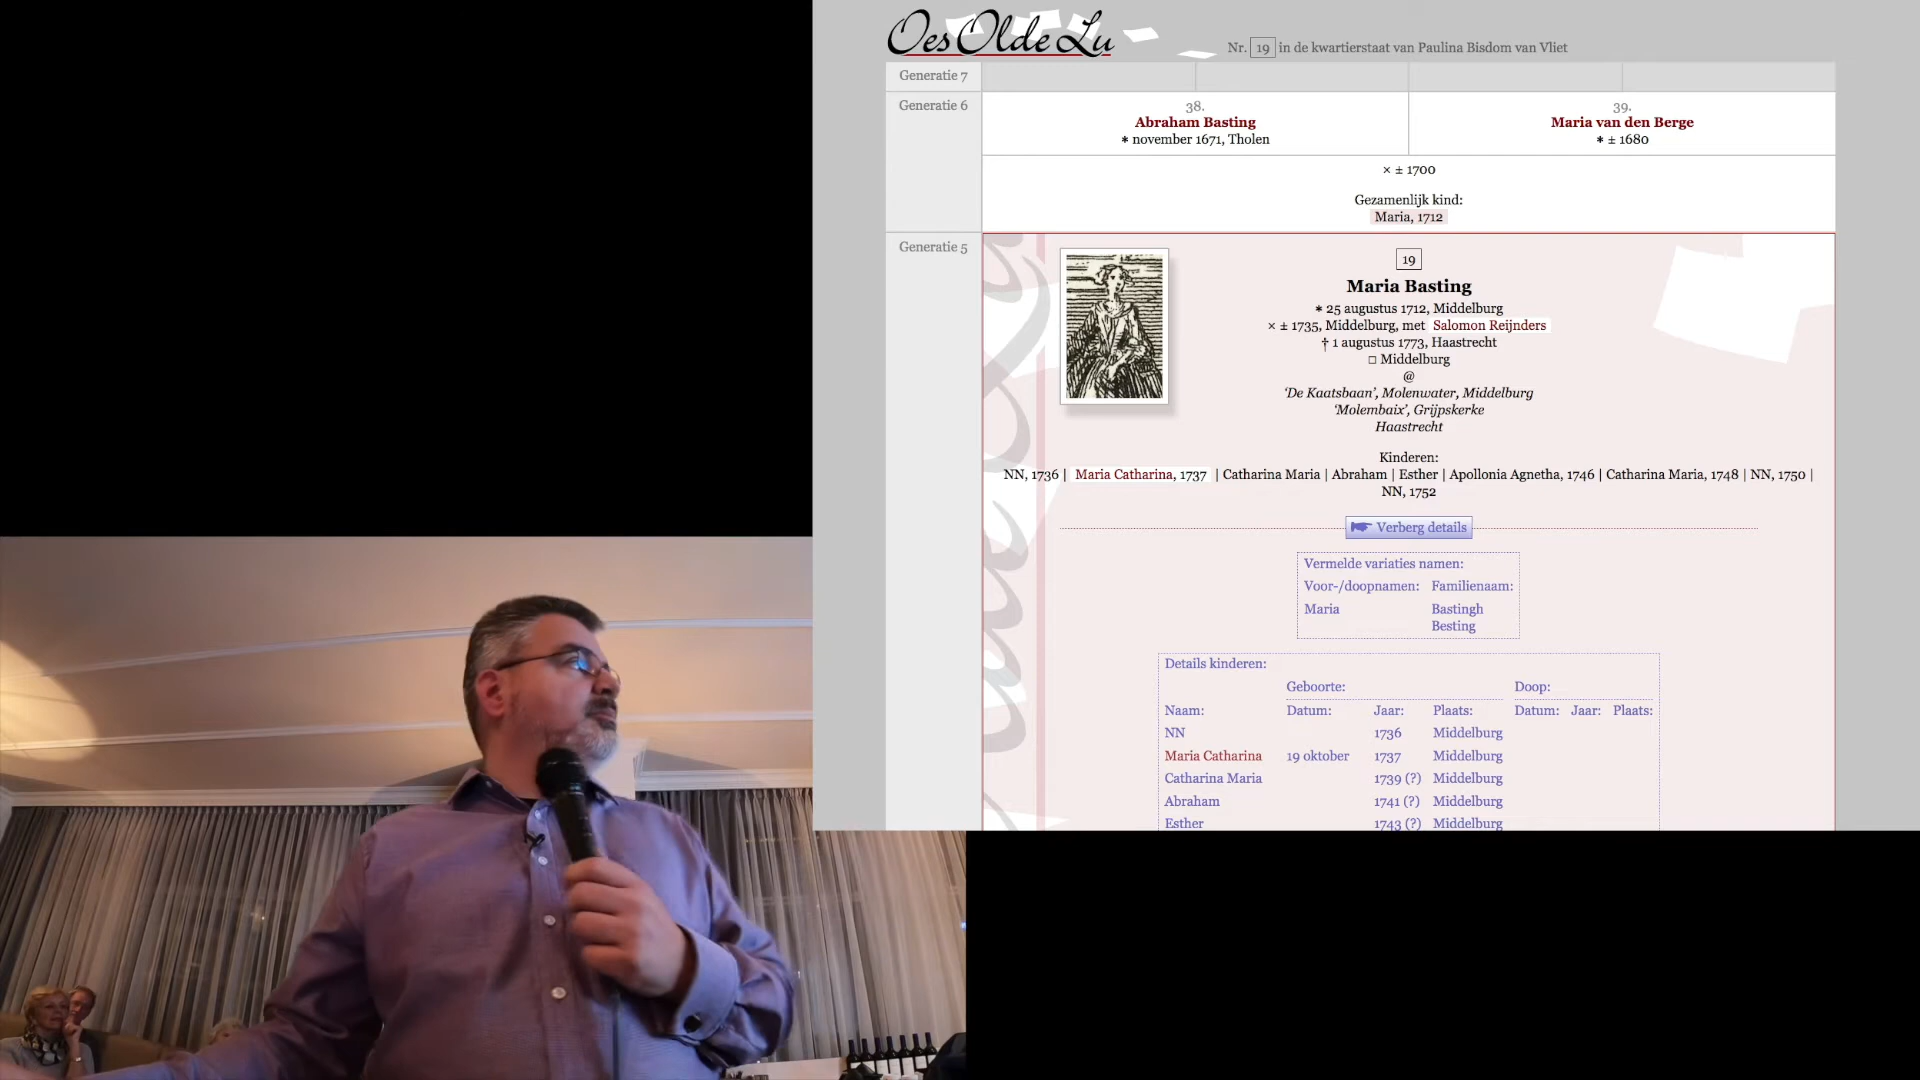 Oes Olde Lu
Nr. 19 in de kwartierstaat van Paulina Bisdom van Vliet
Generatie 7
Generatie 6
38.
Abraham Basting
* november 1671, Tholen
39.
Maria van den Berge
* ± 1680
× ± 1700
Gezamenlijk kind:
Maria, 1712
Generatie 5
19
Maria Basting
* 25 augustus 1712, Middelburg
× ± 1735, Middelburg, met Salomon Reijnders
† 1 augustus 1773, Haastrecht
□ Middelburg
@
‘De Kaatsbaan’, Molenwater, Middelburg
‘Molembaix’, Grijpskerke
Haastrecht
Kinderen:
NN, 1736 | Maria Catharina, 1737 | Catharina Maria | Abraham | Esther | Apollonia Agnetha, 1746 | Catharina Maria, 1748 | NN, 1750 |
NN, 1752
Verberg details
Vermelde variaties namen:
Voor-/doopnamen: Familienaam:
Maria Bastingh
Besting
Details kinderen:
Geboorte: Doop:
Naam: Datum: Jaar: Plaats: Datum: Jaar: Plaats:
NN 1736 Middelburg
Maria Catharina 19 oktober 1737 Middelburg
Catharina Maria 1739 (?) Middelburg
Abraham 1741 (?) Middelburg
Esther 1743 (?) Middelburg